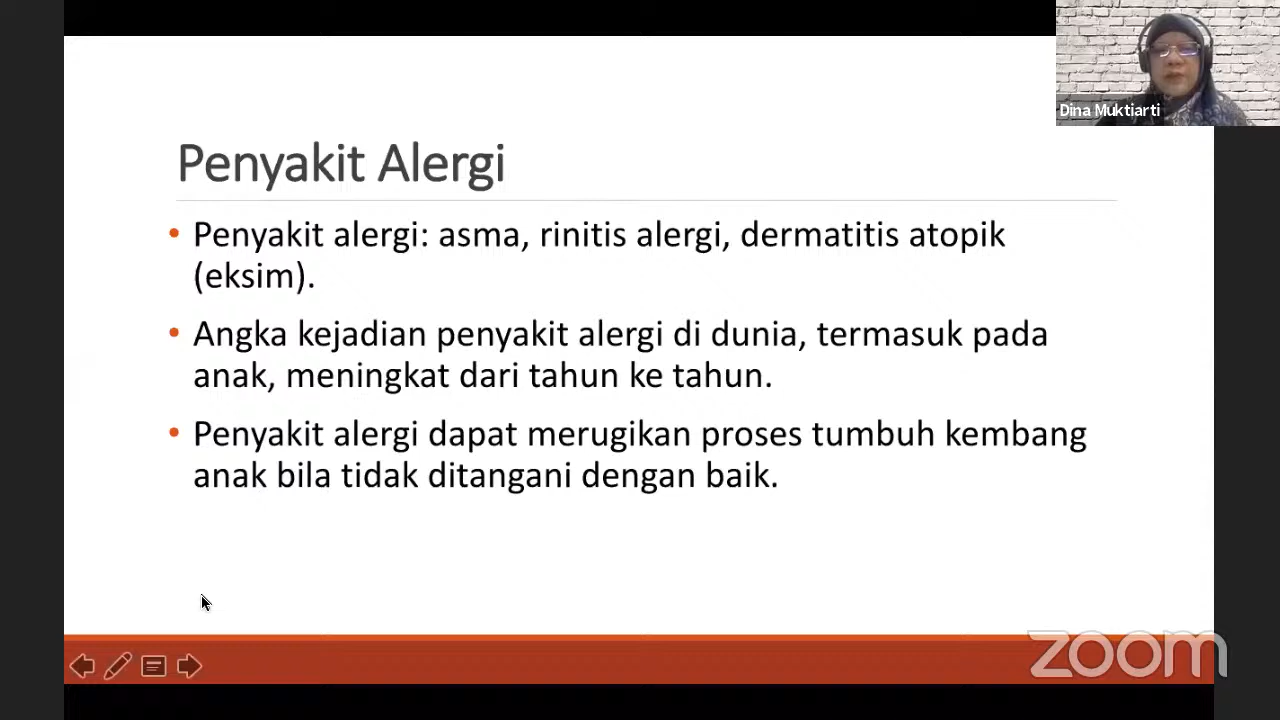 Dina Muktiarti
Penyakit Alergi
• Penyakit alergi: asma, rinitis alergi, dermatitis atopik
(eksim).
• Angka kejadian penyakit alergi di dunia, termasuk pada
anak, meningkat dari tahun ke tahun.
• Penyakit alergi dapat merugikan proses tumbuh kembang
anak bila tidak ditangani dengan baik.
zoom